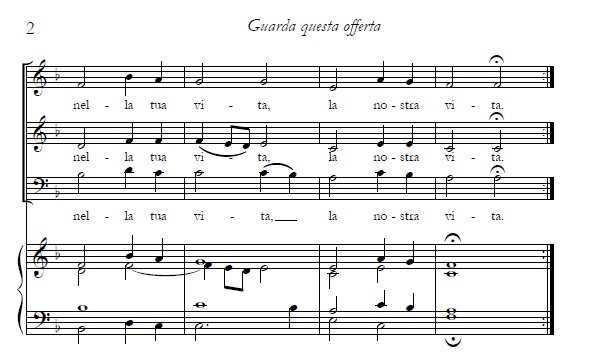 2
Guarda questa offerta
nel - la tua vi - ta, la no - stra vi - ta.
nel - la tua vi - ta, la no - stra vi - ta.
nel - la tua vi - ta, la no - stra vi - ta.